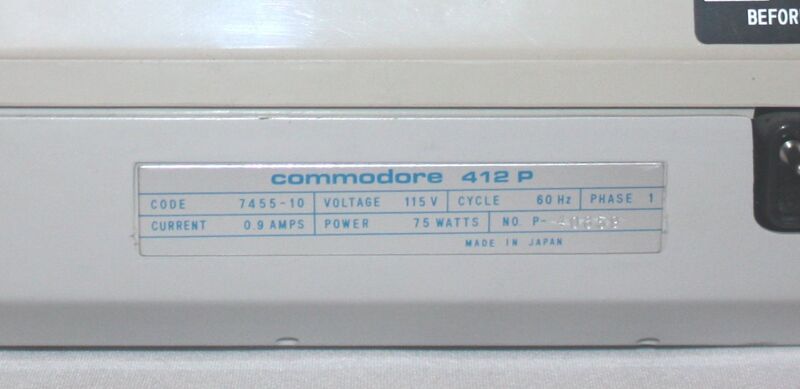 BEFOR
commodore 412 P
CODE 7455-10 VOLTAGE 115 V CYCLE 60 Hz PHASE 1
CURRENT 0.9 AMPS POWER 75 WATTS NO. P-
MADE IN JAPAN